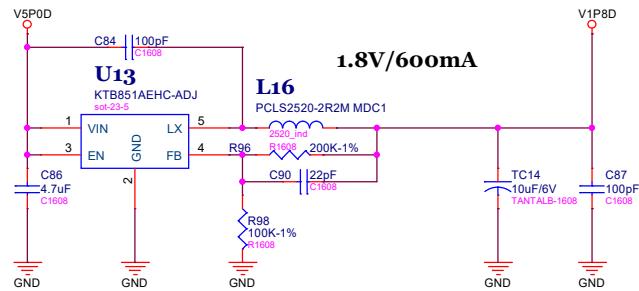 V5P0D
V1P8D
C84
100pF
C1608
1.8V/600mA
U13
KTB851AEHC-ADJ
sot-23-5
L16
PCLS2520-2R2M MDC1
1
VIN
LX
5
2520_ind
R1608
3
EN
GND
FB
4
R96
200K-1%
2
C90
22pF
C1608
C86
4.7uF
C1608
TC14
10uF/6V
TANTALB-1608
C87
100pF
C1608
R98
100K-1%
R1608
GND
GND
GND
GND
GND